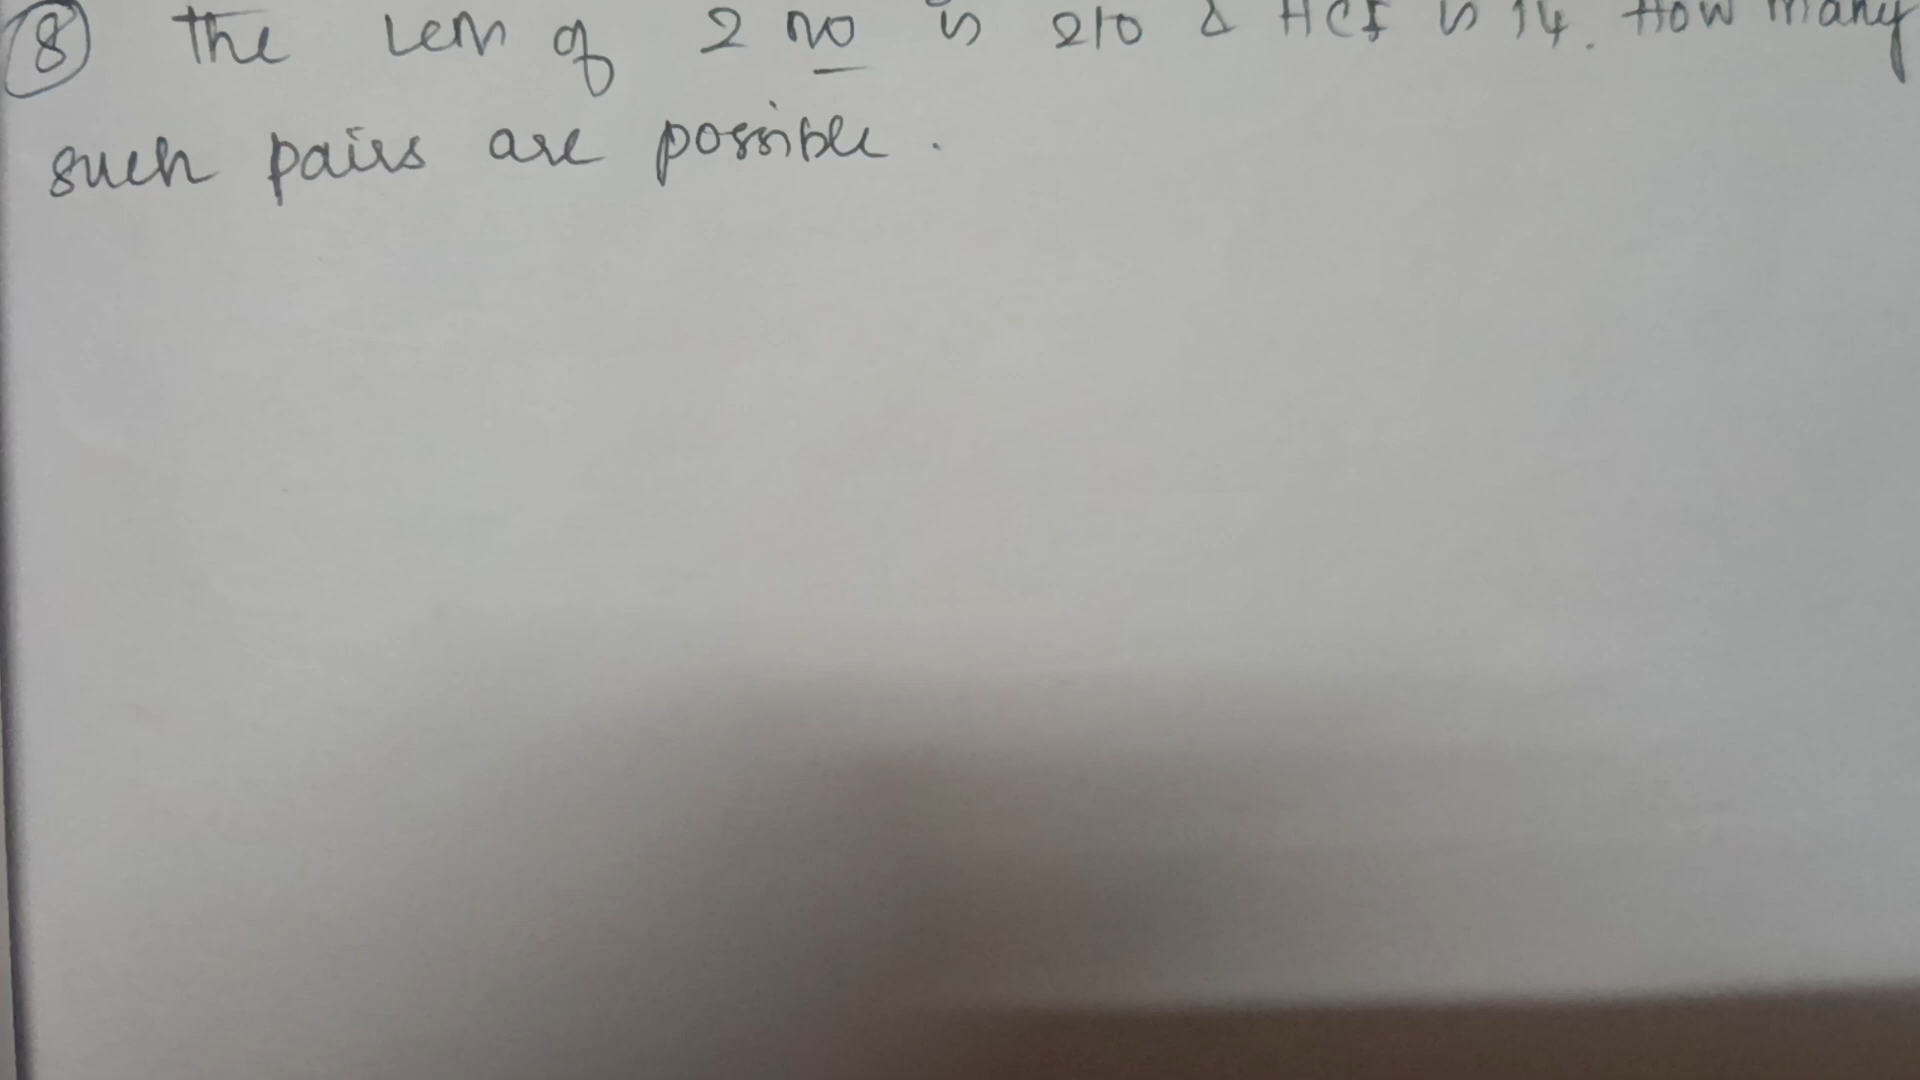 ⑧ The LCM of 2 no is 210 & HCF is 14. How many
such pairs are possible.